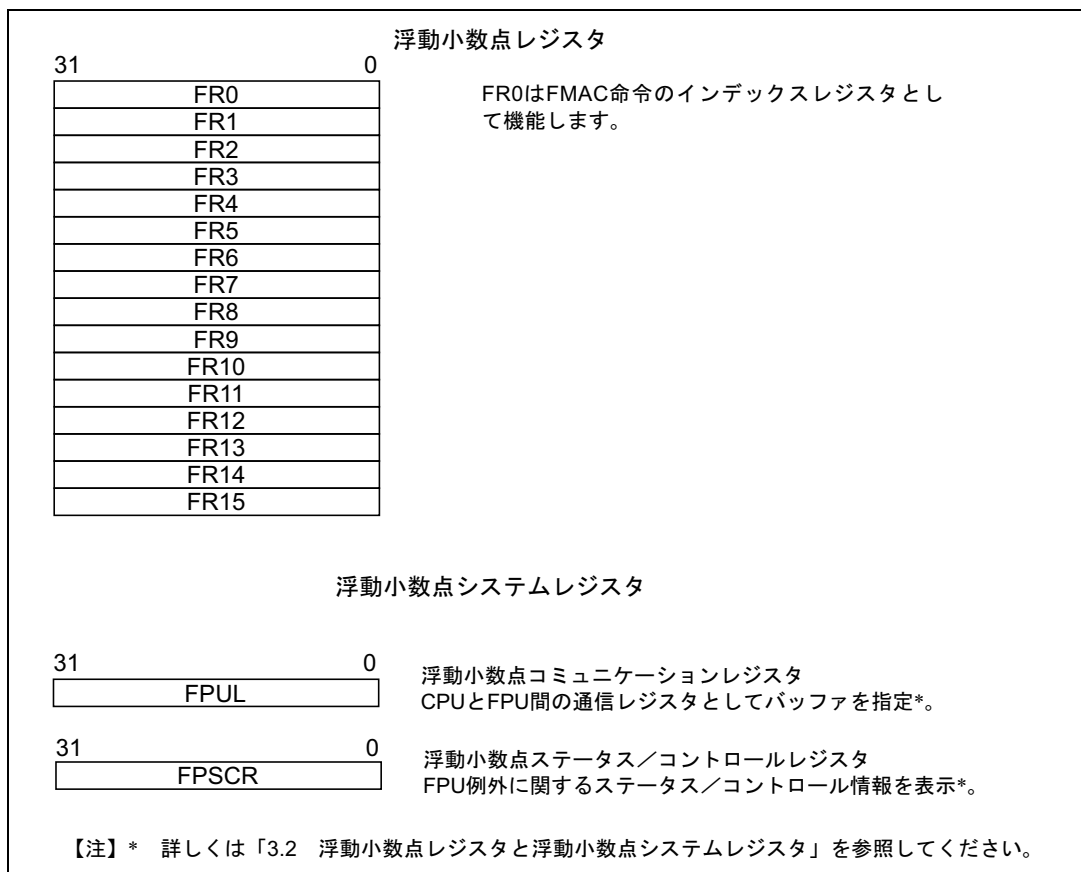 浮動小数点レジスタ
31 0
FR0
FR1
FR2
FR3
FR4
FR5
FR6
FR7
FR8
FR9
FR10
FR11
FR12
FR13
FR14
FR15
FR0はFMAC命令のインデックスレジスタとし
て機能します。
浮動小数点システムレジスタ
31 0
FPUL
浮動小数点コミュニケーションレジスタ
CPUとFPU間の通信レジスタとしてバッファを指定*。
31 0
FPSCR
浮動小数点ステータス／コントロールレジスタ
FPU例外に関するステータス／コントロール情報を表示*。
【注】* 詳しくは「3.2 浮動小数点レジスタと浮動小数点システムレジスタ」を参照してください。